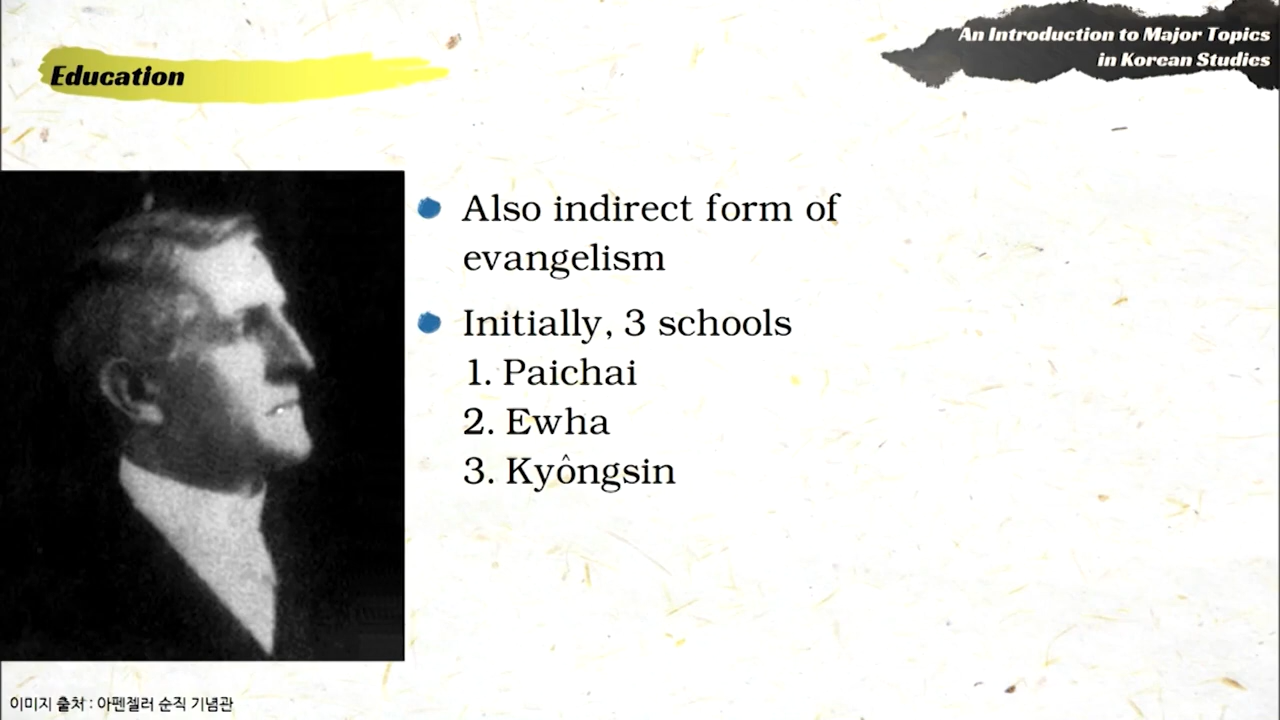 An Introduction to Major Topics
in Korean Studies
Education
Also indirect form of
evangelism
Initially, 3 schools
1. Paichai
2. Ewha
3. Kyôngsin
이미지 출처 : 아펜젤러 순직 기념관